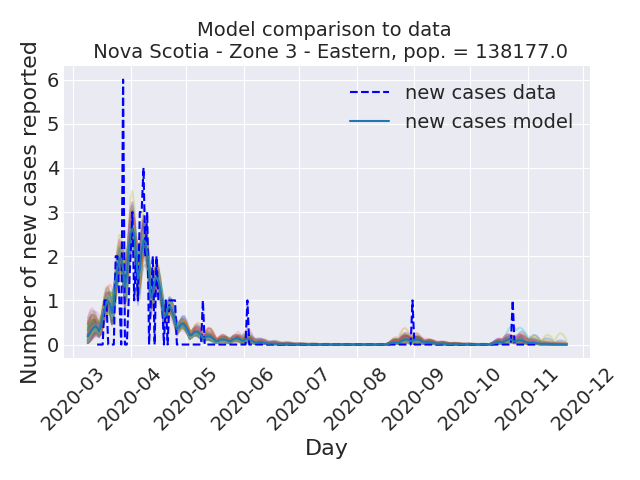 Model comparison to data
Nova Scotia - Zone 3 - Eastern, pop. = 138177.0
Number of new cases reported
6
5
4
3
2
1
0
new cases data
new cases model
2020-03
2020-04
2020-05
2020-06
2020-07
2020-08
2020-09
2020-10
2020-11
2020-12
Day